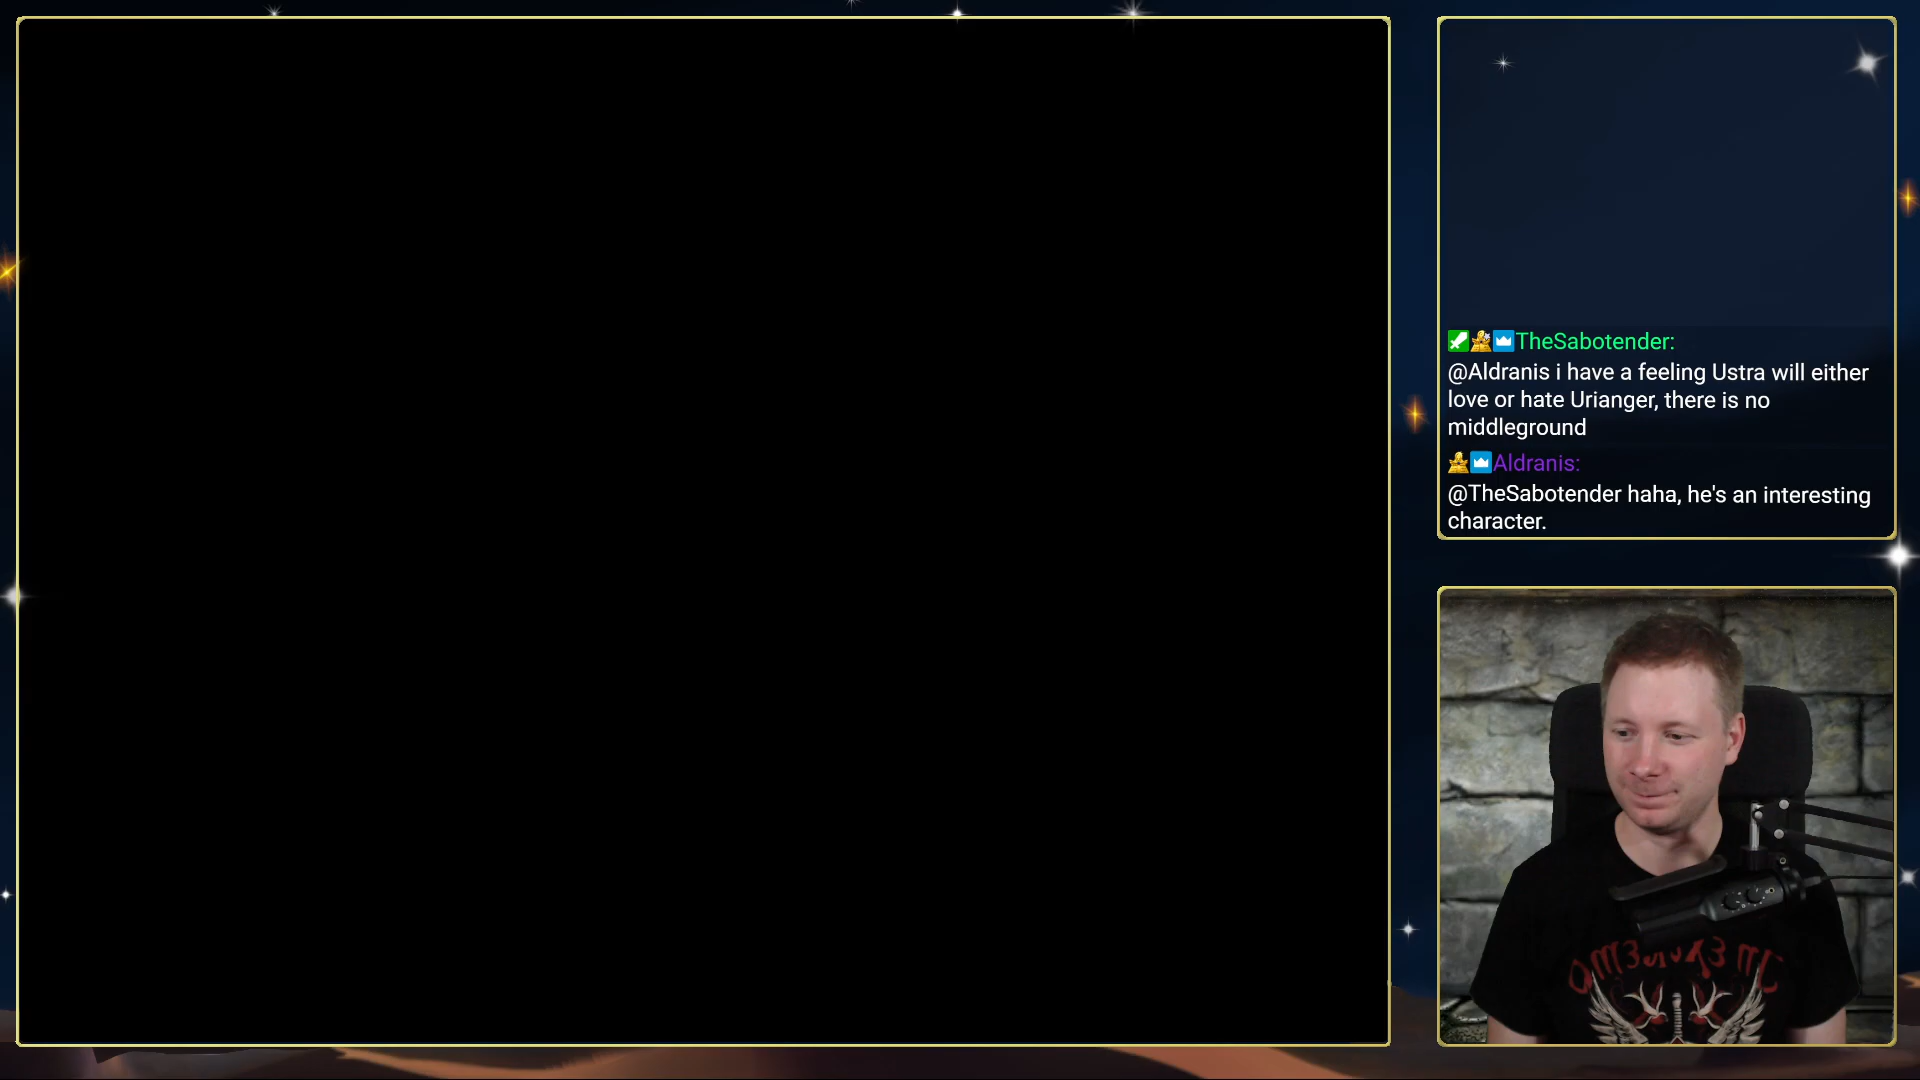 TheSabotender:
@Aldranis i have a feeling Ustra will either
love or hate Urianger, there is no
middleground
Aldranis:
@TheSabotender haha, he's an interesting
character.